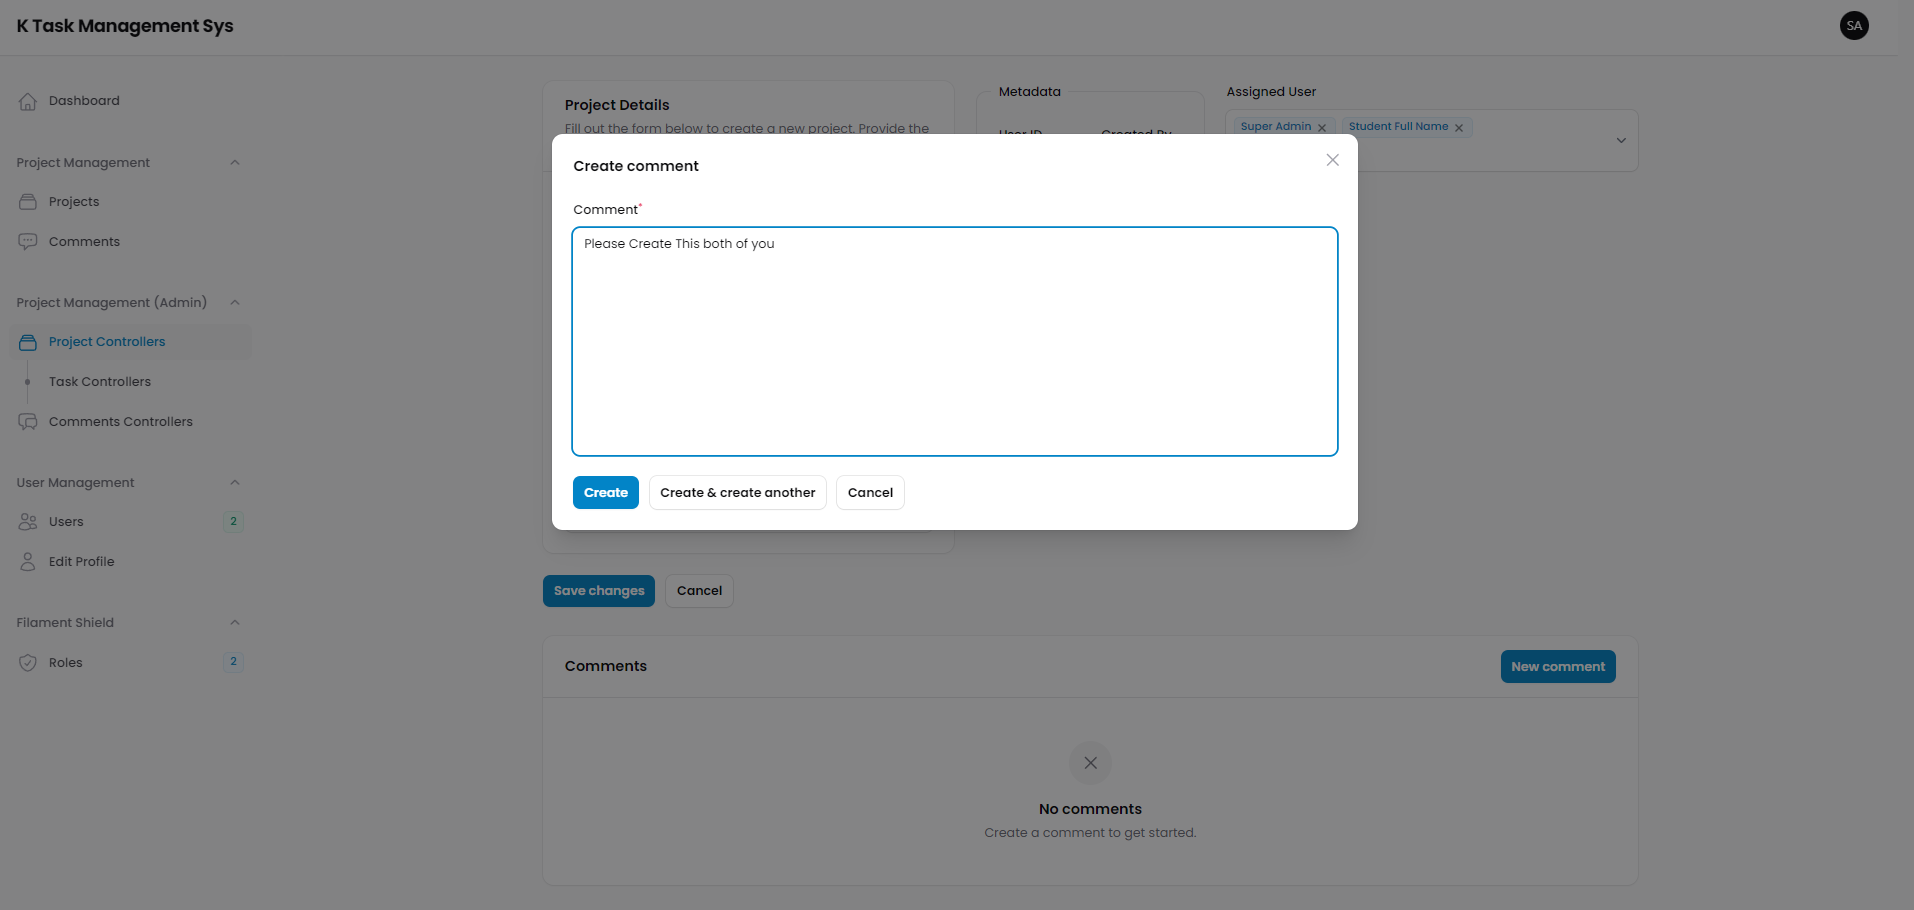 K Task Management Sys
SA
Dashboard
Project Management
Projects
Comments
Project Management (Admin)
Project Controllers
Task Controllers
Comments Controllers
User Management
Users
2
Edit Profile
Filament Shield
Roles
2
Project Details
Fill out the form below to create a new project. Provide the
Metadata
User ID
Created By
Assigned User
Super Admin
Student Full Name
Create comment
Comment*
Please Create This both of you
Create
Create & create another
Cancel
Save changes
Cancel
Comments
New comment
No comments
Create a comment to get started.